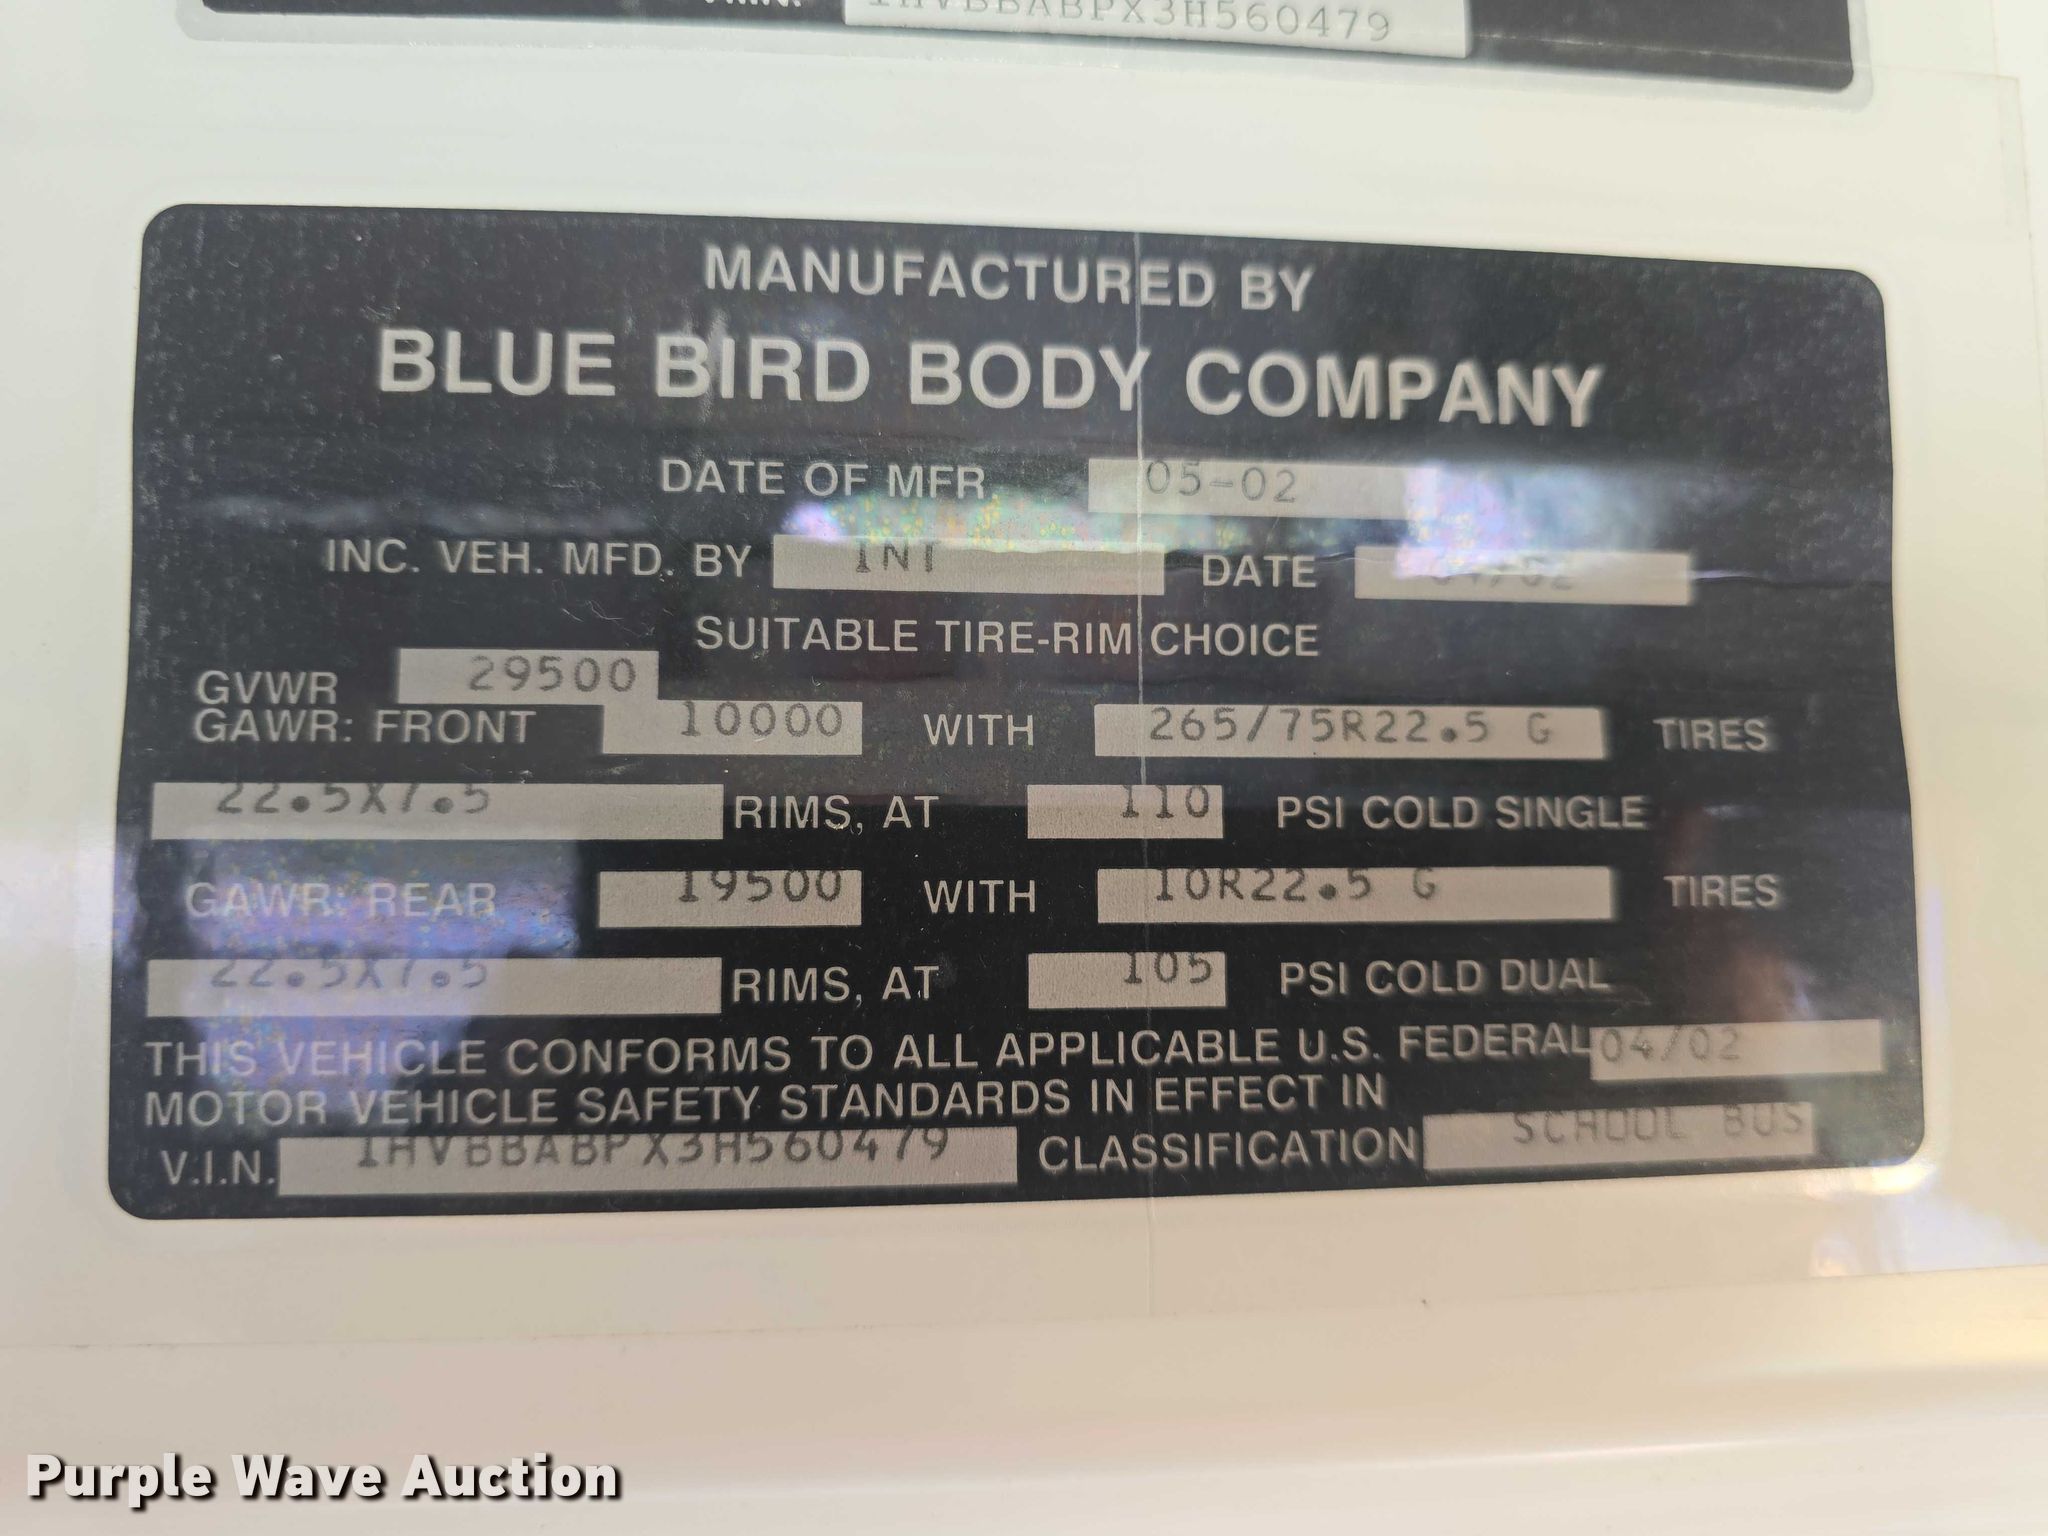 V.I.N. 1HVBBABPX3H560479
MANUFACTURED BY
BLUE BIRD BODY COMPANY
DATE OF MFR 05-02
INC. VEH. MFD. BY INT DATE 04/02
SUITABLE TIRE-RIM CHOICE
GVWR 29500
GAWR: FRONT 10000 WITH 265/75R22.5 G TIRES
22.5X7.5 RIMS, AT 110 PSI COLD SINGLE
GAWR: REAR 19500 WITH 10R22.5 G TIRES
22.5X7.5 RIMS, AT 105 PSI COLD DUAL
THIS VEHICLE CONFORMS TO ALL APPLICABLE U.S. FEDERAL 04/02
MOTOR VEHICLE SAFETY STANDARDS IN EFFECT IN
V.I.N. 1HVBBABPX3H560479 CLASSIFICATION SCHOOL BUS
Purple Wave Auction